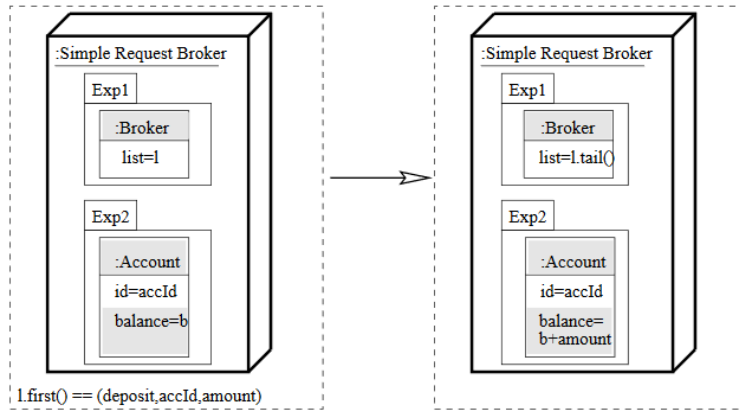 :Simple Request Broker
Exp1
:Broker
list=l
Exp2
:Account
id=accId
balance=b
l.first() == (deposit,accId,amount)
:Simple Request Broker
Exp1
:Broker
list=l.tail()
Exp2
:Account
id=accId
balance=
b+amount